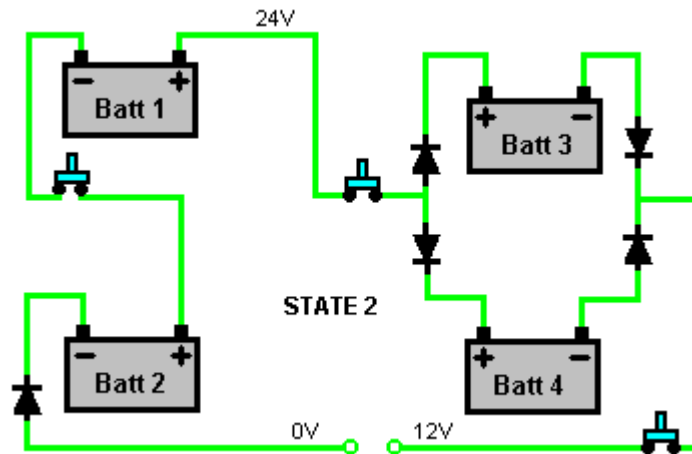 24V
− +
Batt 1
+ −
Batt 3
STATE 2
− +
Batt 2
+ −
Batt 4
0V 12V